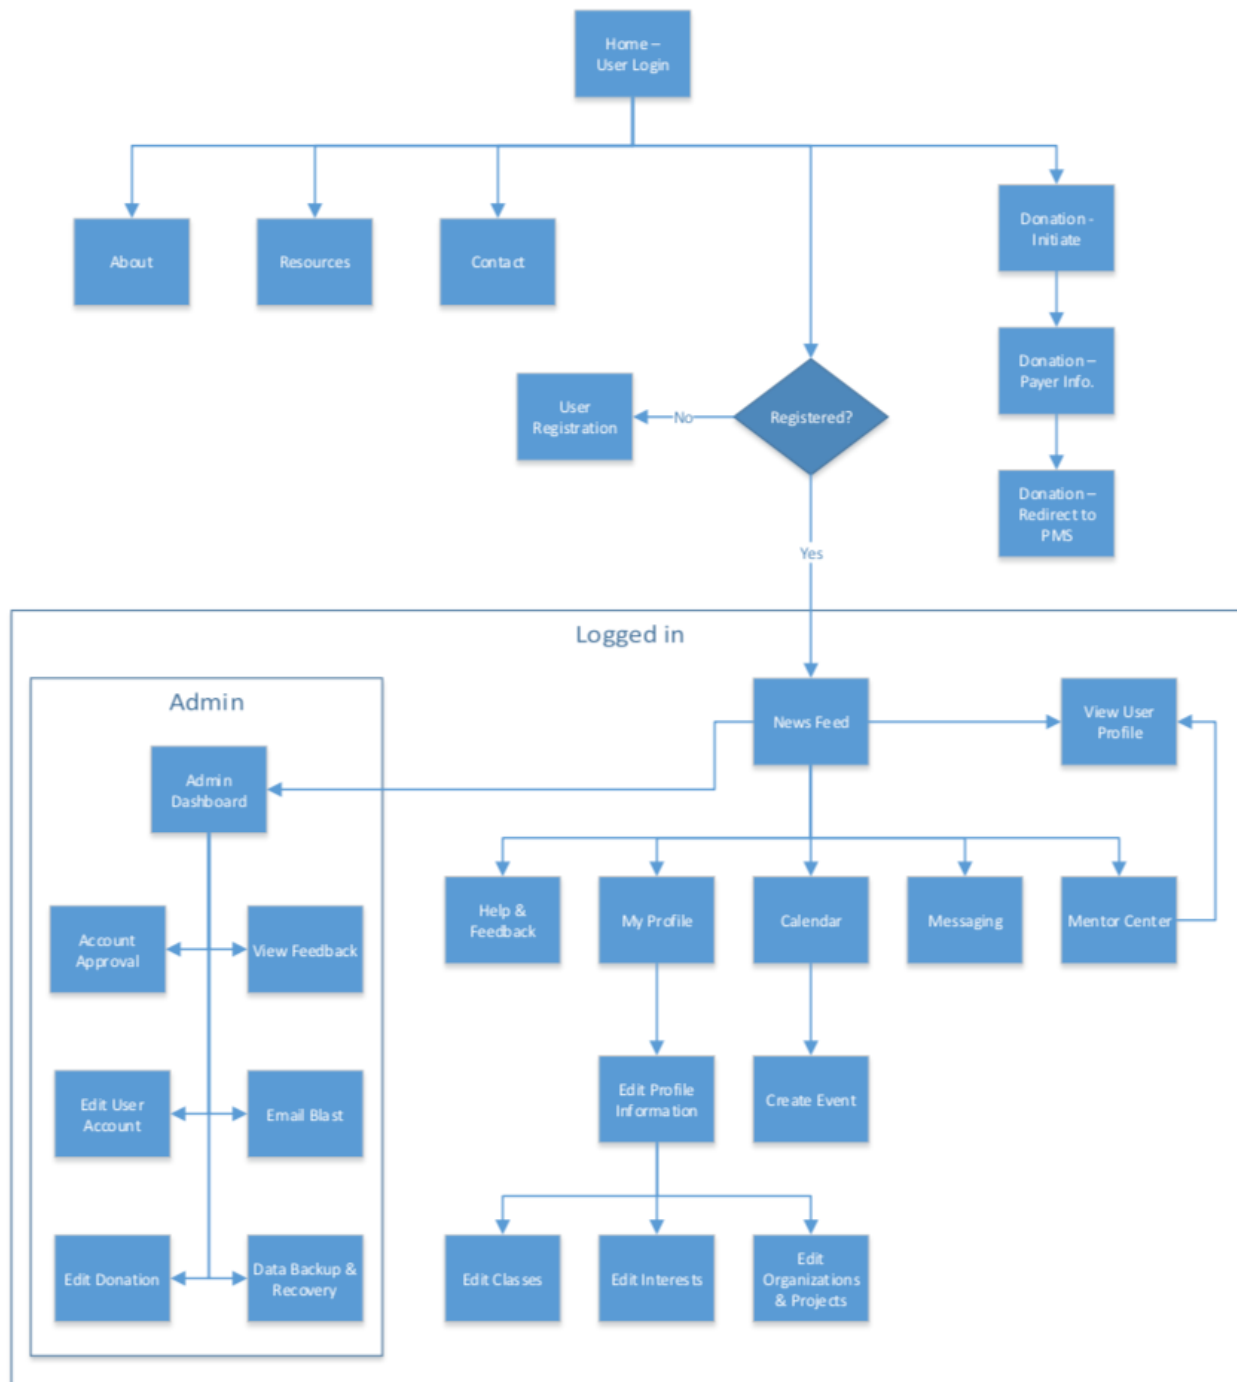 Home –
User Login
About
Resources
Contact
Donation -
Initiate
Donation –
Payer Info.
Donation –
Redirect to
PMS
User
Registration
No
Registered?
Yes
Logged in
Admin
News Feed
View User
Profile
Admin
Dashboard
Help &
Feedback
My Profile
Calendar
Messaging
Mentor Center
Account
Approval
View Feedback
Edit Profile
Information
Create Event
Edit User
Account
Email Blast
Edit Donation
Data Backup &
Recovery
Edit Classes
Edit Interests
Edit
Organizations
& Projects